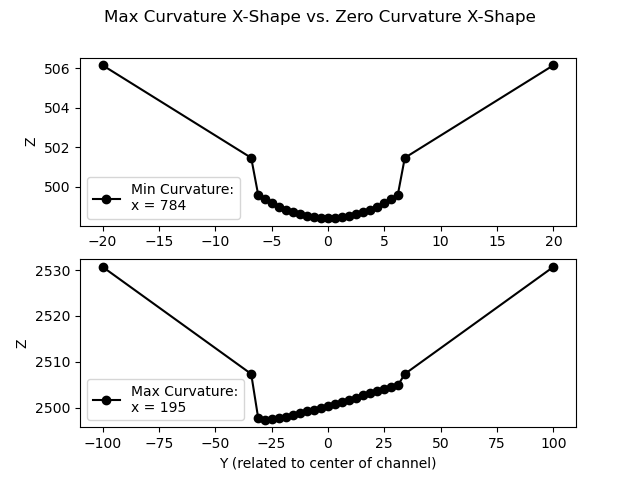 Max Curvature X-Shape vs. Zero Curvature X-Shape
506
504
502
500
Z
Min Curvature:
x = 784
−20 −15 −10 −5 0 5 10 15 20
2530
2520
2510
2500
Z
Max Curvature:
x = 195
−100 −75 −50 −25 0 25 50 75 100
Y (related to center of channel)